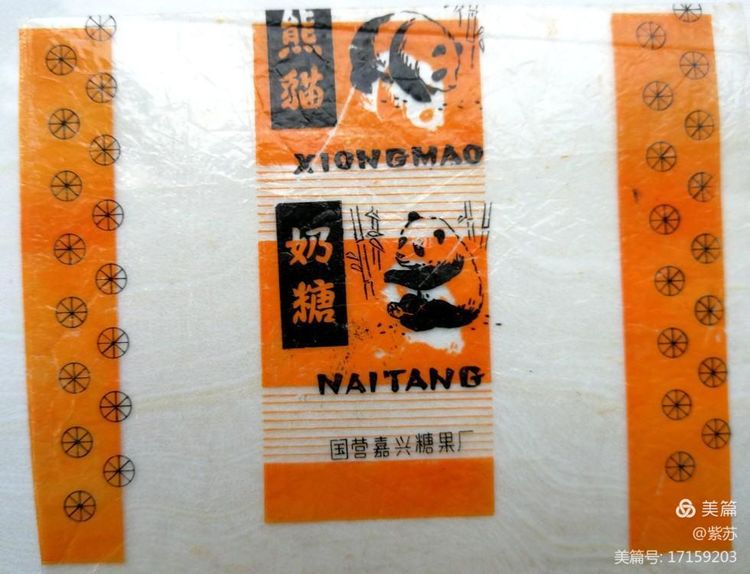 熊貓
XIONGMAO
奶糖
NAITANG
国营嘉兴糖果厂
美篇
@紫苏
美篇号: 17159203